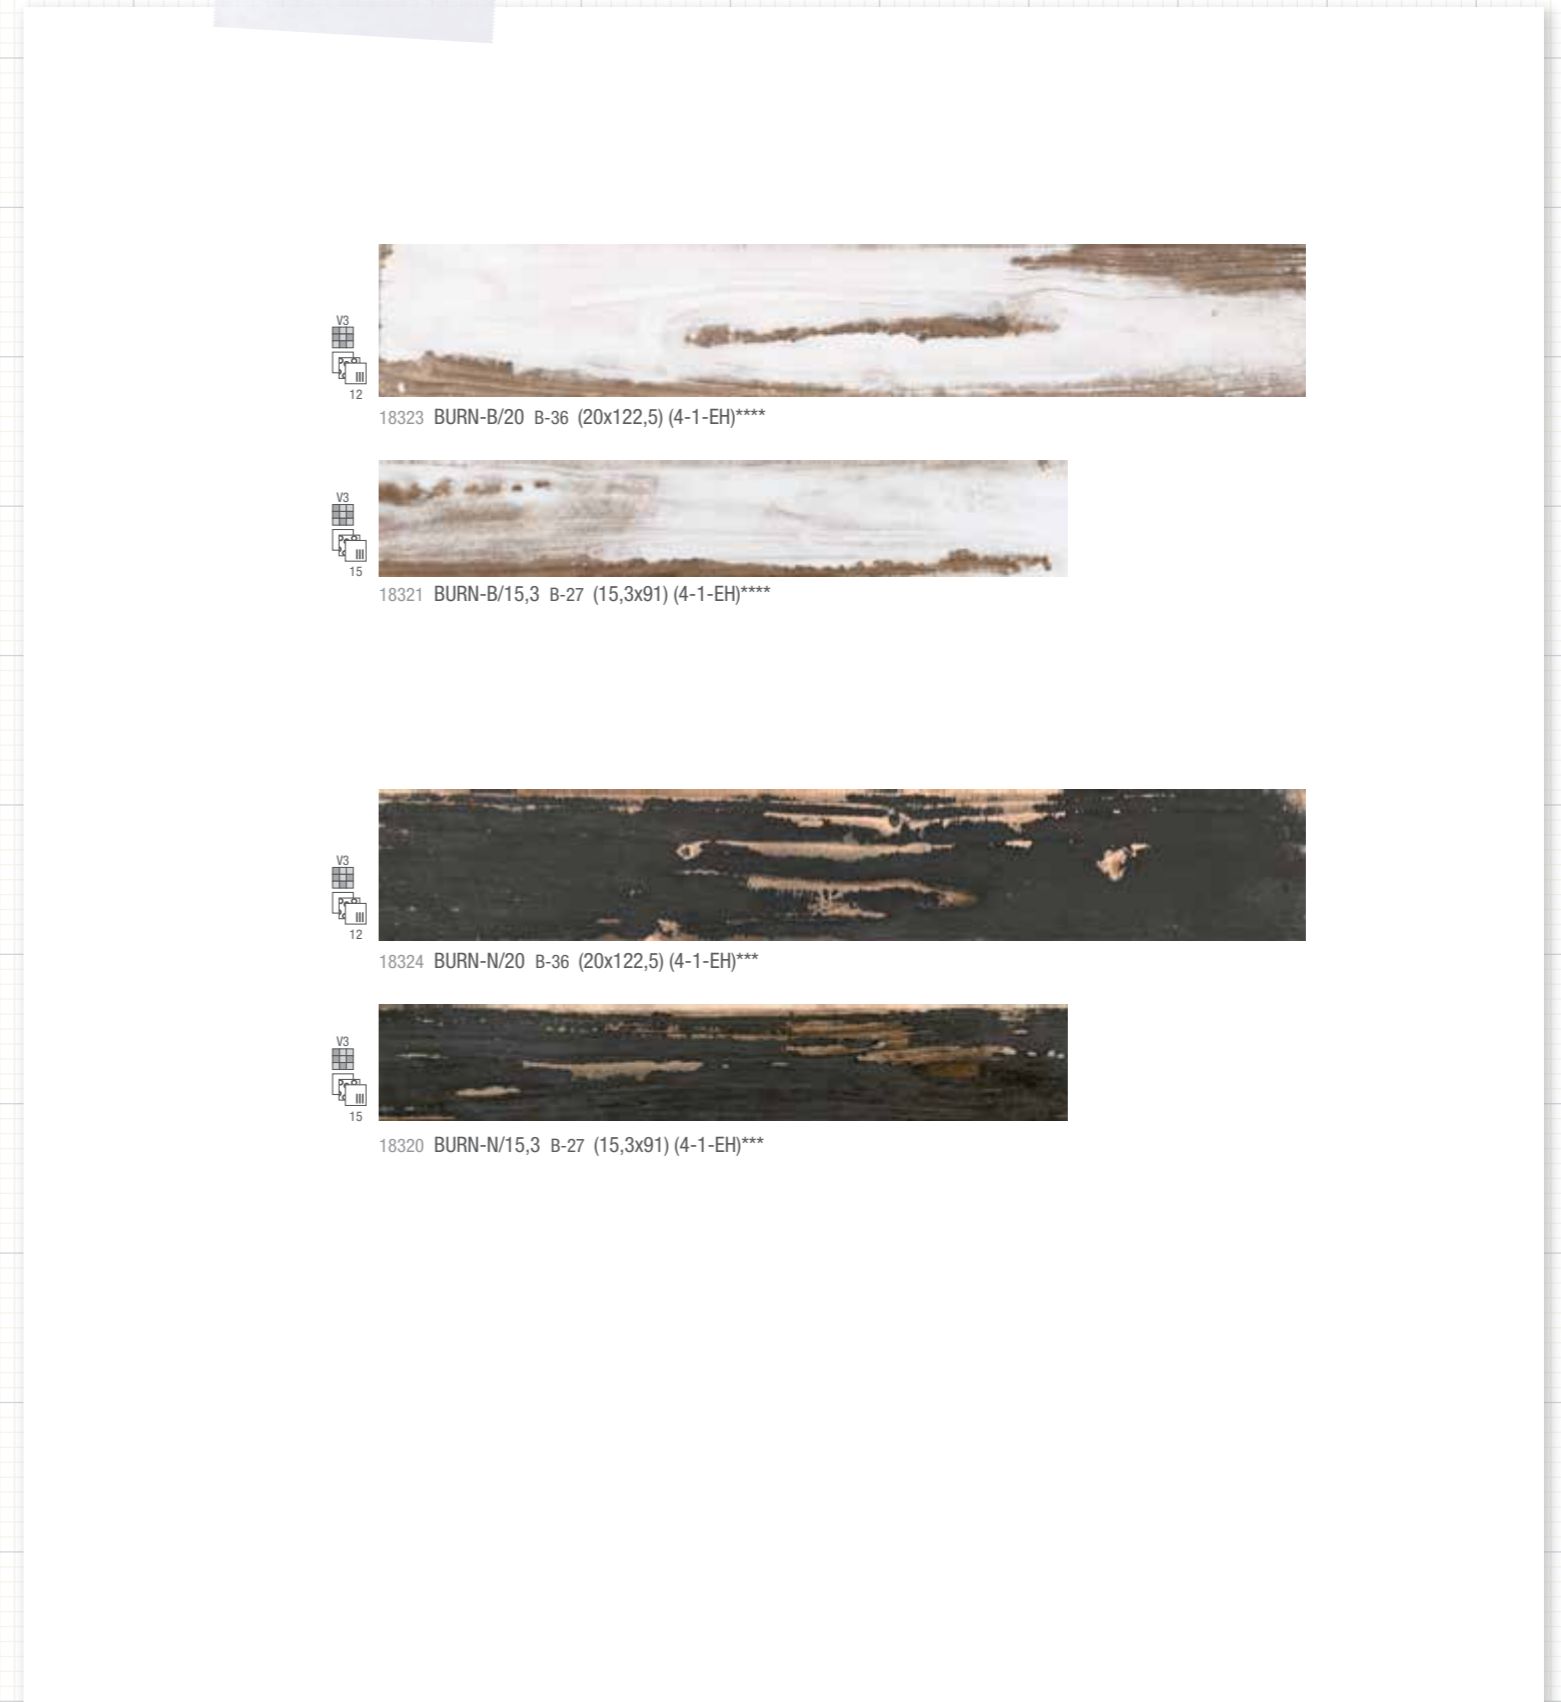 V3
12
18323 BURN-B/20 B-36 (20x122,5) (4-1-EH)****
V3
15
18321 BURN-B/15,3 B-27 (15,3x91) (4-1-EH)****
V3
12
18324 BURN-N/20 B-36 (20x122,5) (4-1-EH)***
V3
15
18320 BURN-N/15,3 B-27 (15,3x91) (4-1-EH)***